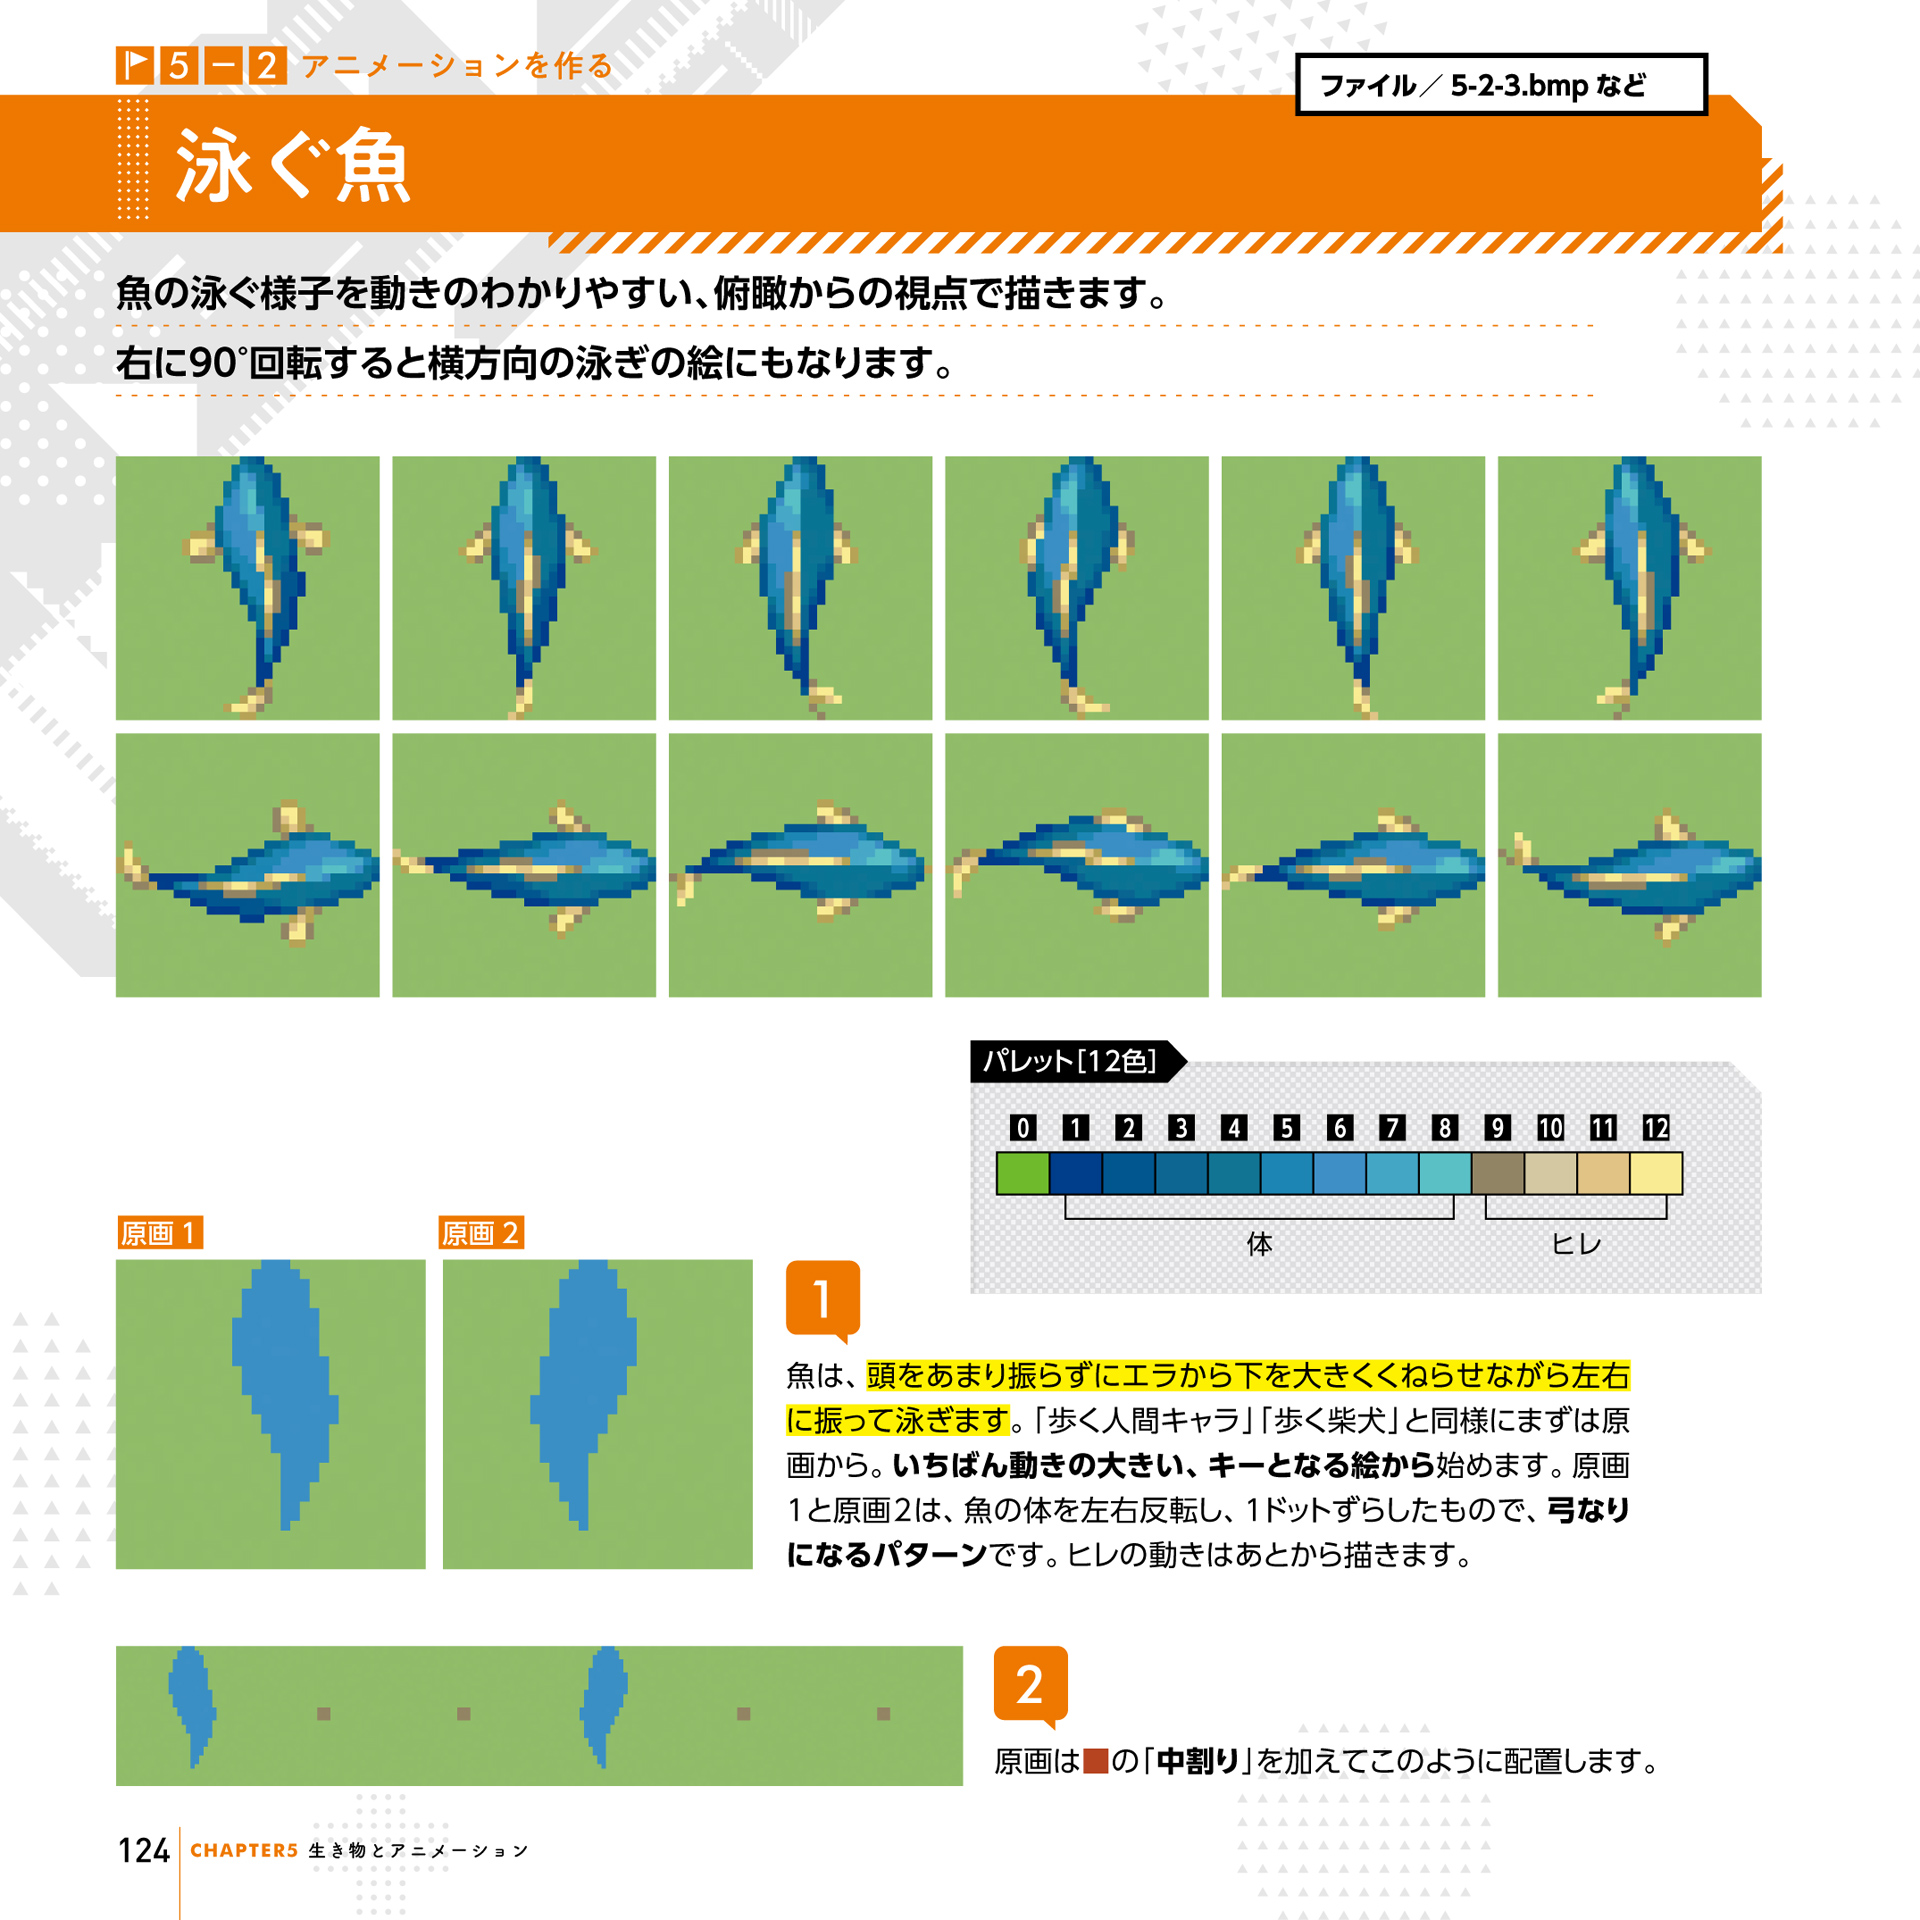 5-2 アニメーションを作る
ファイル／5-2-3.bmp など
泳ぐ魚
魚の泳ぐ様子を動きのわかりやすい、俯瞰からの視点で描きます。
右に90°回転すると横方向の泳ぎの絵にもなります。
パレット[12色]
0 1 2 3 4 5 6 7 8 9 10 11 12
体 ヒレ
原画 1
原画 2
1
魚は、頭をあまり振らずにエラから下を大きくくねらせながら左右
に振って泳ぎます。「歩く人間キャラ」「歩く柴犬」と同様にまずは原
画から。いちばん動きの大きい、キーとなる絵から始めます。原画
1と原画2は、魚の体を左右反転し、1ドットずらしたもので、弓なり
になるパターンです。ヒレの動きはあとから描きます。
2
原画は■の「中割り」を加えてこのように配置します。
124 CHAPTER5 生き物とアニメーション